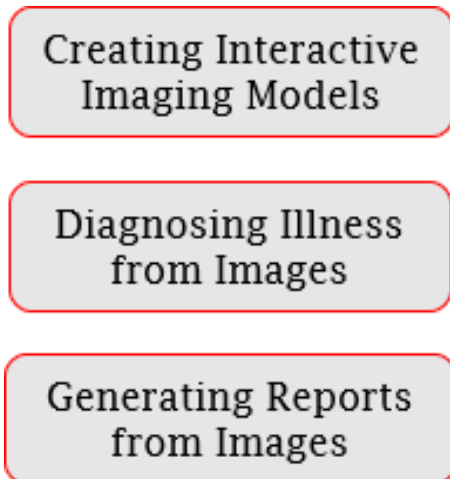 Creating Interactive
Imaging Models
Diagnosing Illness
from Images
Generating Reports
from Images